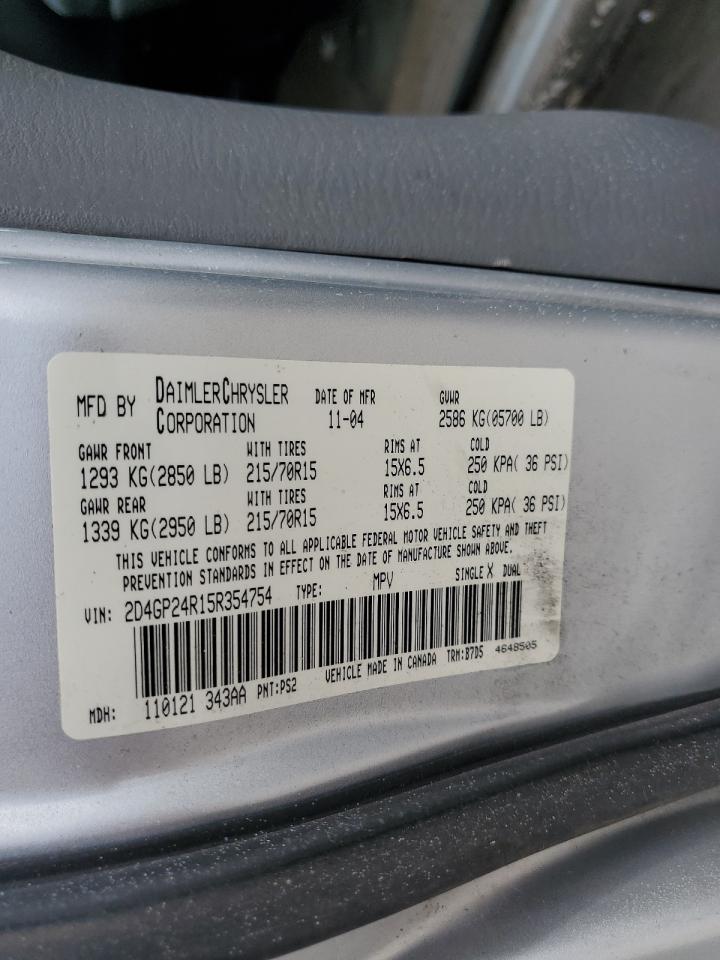 MFD BY DAIMLERCHRYSLER CORPORATION DATE OF MFR 11-04 GVWR 2586 KG(05700 LB)
GAWR FRONT WITH TIRES RIMS AT COLD
1293 KG(2850 LB) 215/70R15 15X6.5 250 KPA( 36 PSI)
GAWR REAR WITH TIRES RIMS AT COLD
1339 KG(2950 LB) 215/70R15 15X6.5 250 KPA( 36 PSI)
THIS VEHICLE CONFORMS TO ALL APPLICABLE FEDERAL MOTOR VEHICLE SAFETY AND THEFT
PREVENTION STANDARDS IN EFFECT ON THE DATE OF MANUFACTURE SHOWN ABOVE.
VIN: 2D4GP24R15R354754 TYPE: MPV SINGLE X DUAL
MDH: 110121 343AA PNT:PS2 VEHICLE MADE IN CANADA TRM:B7D5 4648505